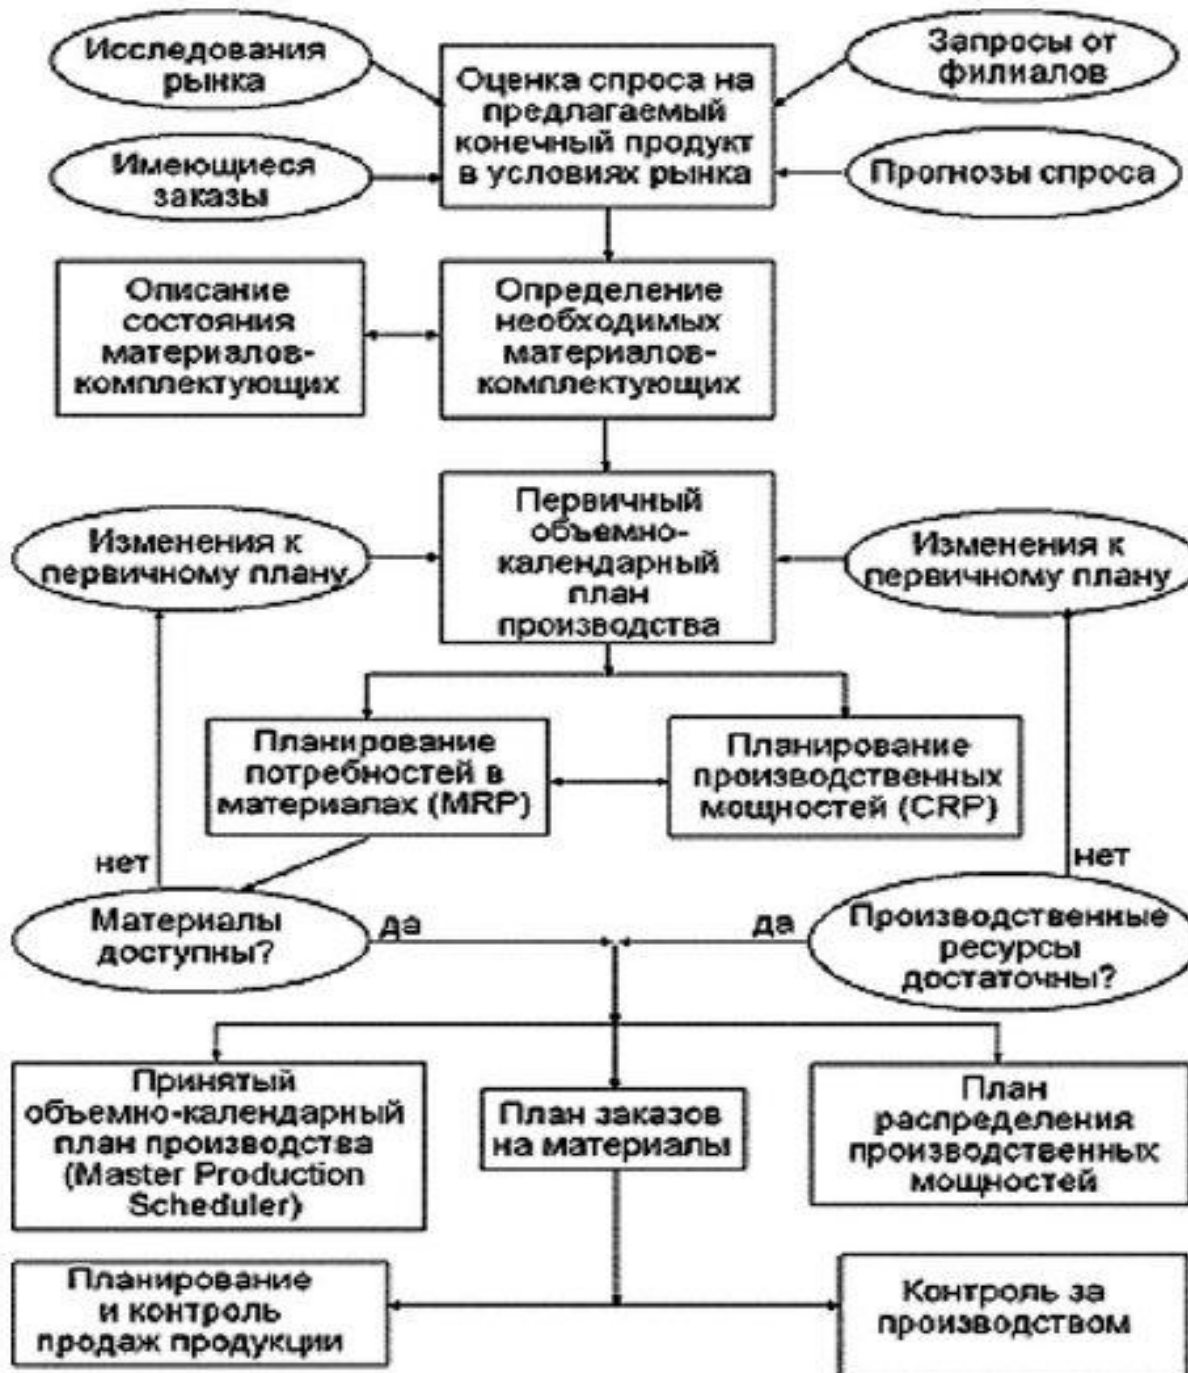 Исследования
рынка
Запросы от
филиалов
Оценка спроса на
предлагаемый
конечный продукт
в условиях рынка
Имеющиеся
заказы
Прогнозы спроса
Описание
состояния
материалов-
комплектующих
Определение
необходимых
материалов-
комплектующих
Первичный
объемно-
календарный
план
производства
Изменения к
первичному плану
Изменения к
первичному плану
Планирование
потребностей в
материалах (MRP)
Планирование
производственных
мощностей (CRP)
нет
нет
Материалы
доступны?
да
да
Производственные
ресурсы
достаточны?
Принятый
объемно-календарный
план производства
(Master Production
Scheduler)
План заказов
на материалы
План
распределения
производственных
мощностей
Планирование
и контроль
продаж продукции
Контроль за
производством